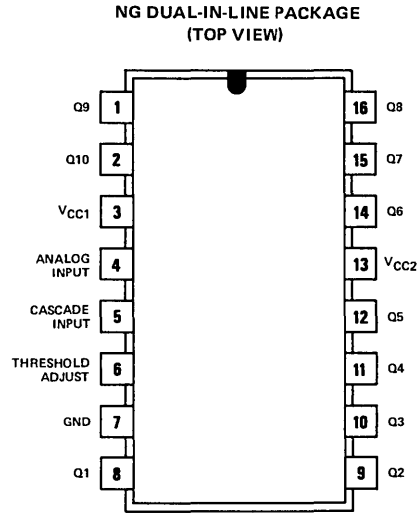 NG DUAL-IN-LINE PACKAGE
(TOP VIEW)
Q9 1 16 Q8
Q10 2 15 Q7
VCC1 3 14 Q6
ANALOG
INPUT 4 13 VCC2
CASCADE
INPUT 5 12 Q5
THRESHOLD
ADJUST 6 11 Q4
GND 7 10 Q3
Q1 8 9 Q2